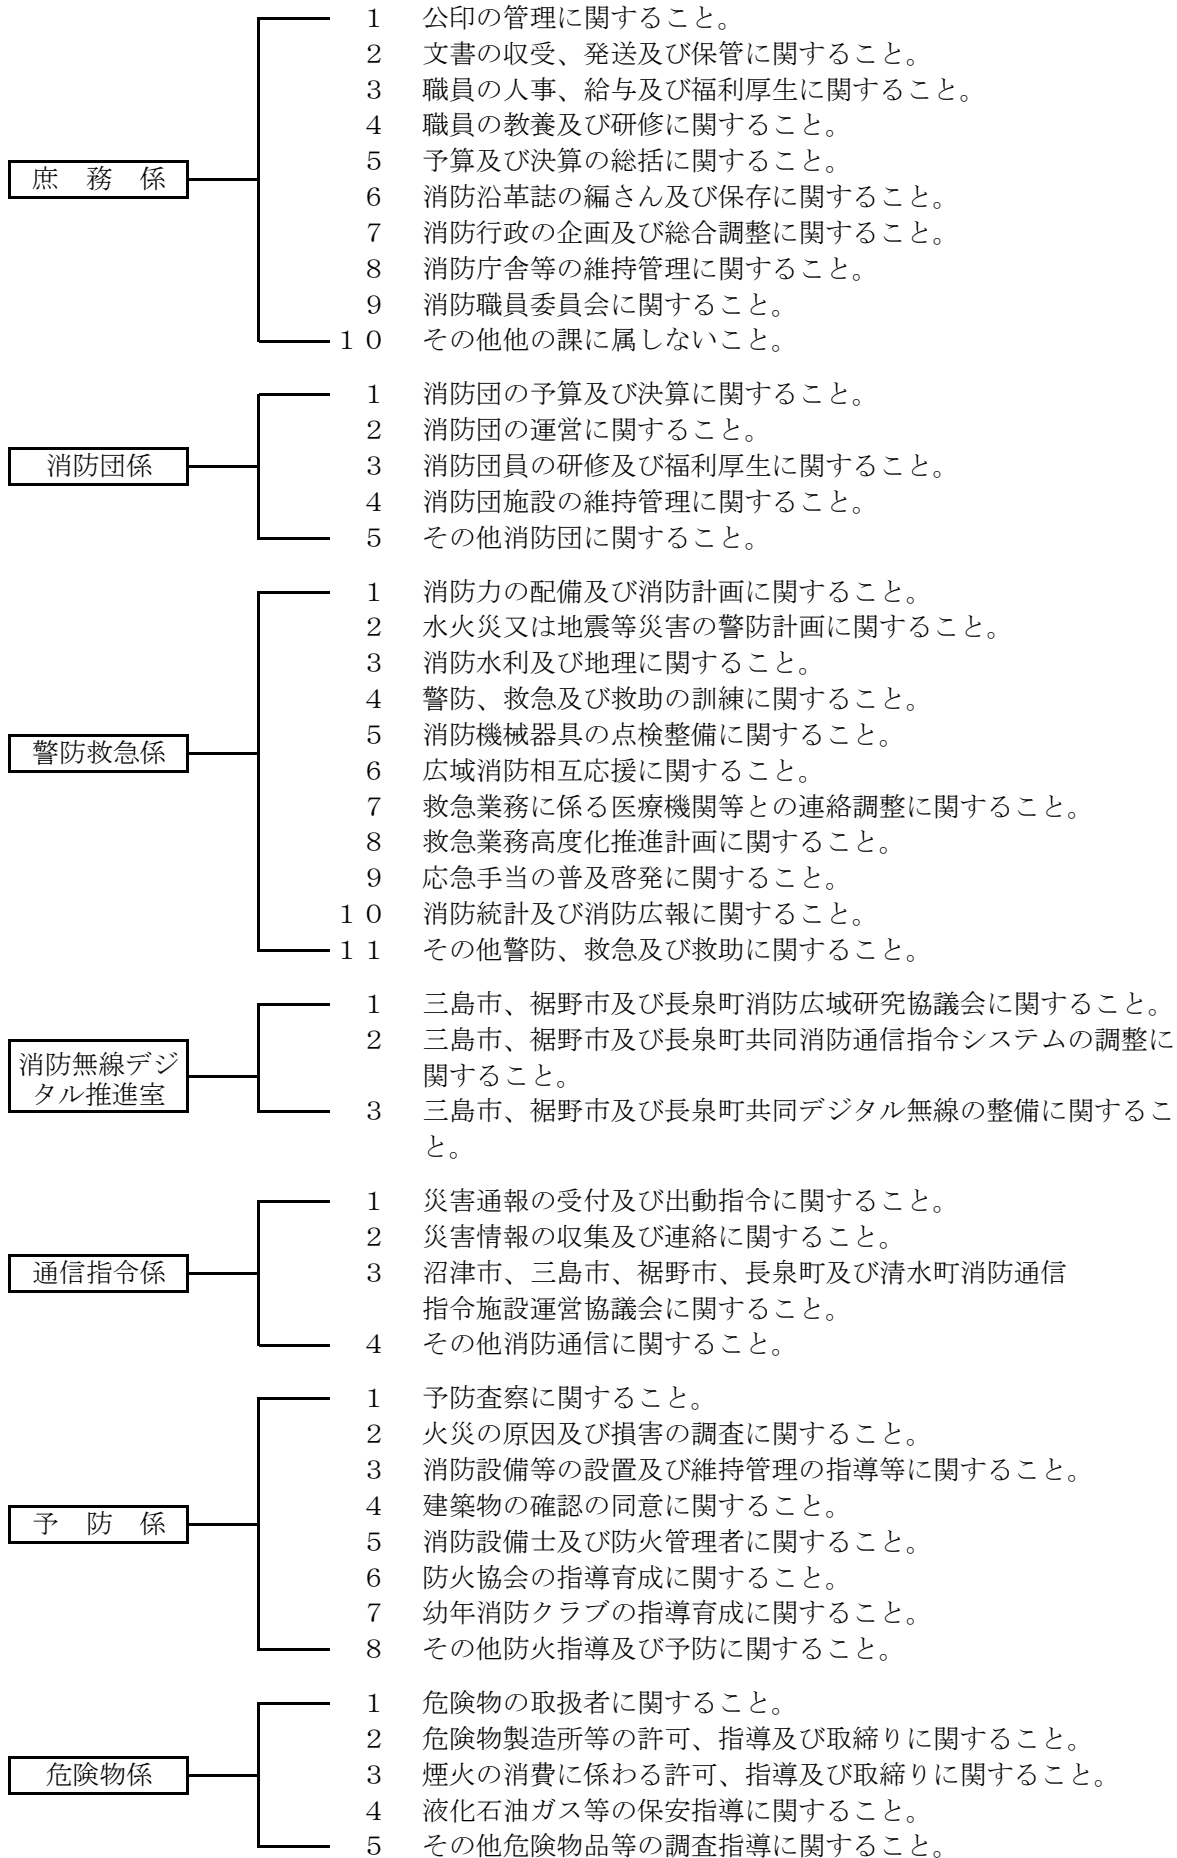 庶務係
1 公印の管理に関すること。
2 文書の収受、発送及び保管に関すること。
3 職員の人事、給与及び福利厚生に関すること。
4 職員の教養及び研修に関すること。
5 予算及び決算の総括に関すること。
6 消防沿革誌の編さん及び保存に関すること。
7 消防行政の企画及び総合調整に関すること。
8 消防庁舎等の維持管理に関すること。
9 消防職員委員会に関すること。
10 その他他の課に属しないこと。
消防団係
1 消防団の予算及び決算に関すること。
2 消防団の運営に関すること。
3 消防団員の研修及び福利厚生に関すること。
4 消防団施設の維持管理に関すること。
5 その他消防団に関すること。
警防救急係
1 消防力の配備及び消防計画に関すること。
2 水火災又は地震等災害の警防計画に関すること。
3 消防水利及び地理に関すること。
4 警防、救急及び救助の訓練に関すること。
5 消防機械器具の点検整備に関すること。
6 広域消防相互応援に関すること。
7 救急業務に係る医療機関等との連絡調整に関すること。
8 救急業務高度化推進計画に関すること。
9 応急手当の普及啓発に関すること。
10 消防統計及び消防広報に関すること。
11 その他警防、救急及び救助に関すること。
消防無線デジ
タル推進室
1 三島市、裾野市及び長泉町消防広域研究協議会に関すること。
2 三島市、裾野市及び長泉町共同消防通信指令システムの調整に
関すること。
3 三島市、裾野市及び長泉町共同デジタル無線の整備に関するこ
と。
通信指令係
1 災害通報の受付及び出動指令に関すること。
2 災害情報の収集及び連絡に関すること。
3 沼津市、三島市、裾野市、長泉町及び清水町消防通信
指令施設運営協議会に関すること。
4 その他消防通信に関すること。
予防係
1 予防査察に関すること。
2 火災の原因及び損害の調査に関すること。
3 消防設備等の設置及び維持管理の指導等に関すること。
4 建築物の確認の同意に関すること。
5 消防設備士及び防火管理者に関すること。
6 防火協会の指導育成に関すること。
7 幼年消防クラブの指導育成に関すること。
8 その他防火指導及び予防に関すること。
危険物係
1 危険物の取扱者に関すること。
2 危険物製造所等の許可、指導及び取締りに関すること。
3 煙火の消費に係わる許可、指導及び取締りに関すること。
4 液化石油ガス等の保安指導に関すること。
5 その他危険物品等の調査指導に関すること。